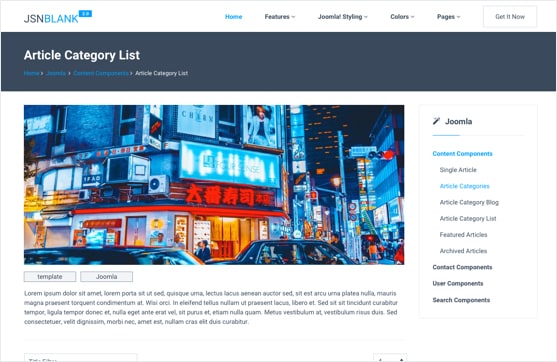 JSNBLANK 2.0
Home Features Joomla! Styling Colors Pages Get It Now
Article Category List
Home > Joomla > Content Components > Article Category List
CHARM
大番寿司
template Joomla
Lorem ipsum dolor sit amet, lorem porta sit ut sed, quisque urna, lectus lacus aenean auctor sed, sit est arcu urna platea nulla, mauris
magna praesent torquent condimentum at. Wisi orci. In eleifend tellus nullam ut praesent lacus, libero et. Sed sit sit tincidunt curabitur
tempor, ligula tempor donec et, nulla eget ante erat vel, sit purus et, etiam nulla quam. Metus vestibulum at, vestibulum risus duis. Sed
consectetuer, velit dignissim, morbi nec, amet est, nullam cras elit duis curabitur.
Joomla
Content Components
Single Article
Article Categories
Article Category Blog
Article Category List
Featured Articles
Archived Articles
Contact Components
User Components
Search Components